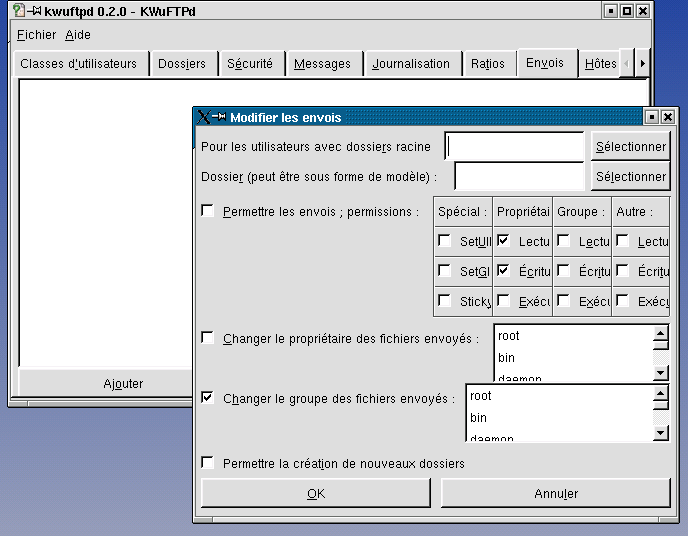 kwuftpd 0.2.0 - KWuFTPd
Fichier Aide
Classes d'utilisateurs Dossiers Sécurité Messages Journalisation Ratios Envois Hôtes
Modifier les envois
Pour les utilisateurs avec dossiers racine Sélectionner
Dossier (peut être sous forme de modèle) : Sélectionner
Permettre les envois ; permissions : Spécial : Propriétai Groupe : Autre :
SetUI Lectu Lectu Lectu
SetGI Écritu Écritu Écritu
Sticky Exécu Exécu Exécu
Changer le propriétaire des fichiers envoyés : root
bin
daemon
Changer le groupe des fichiers envoyés : root
bin
daemon
Ajouter
Permettre la création de nouveaux dossiers
OK Annuler